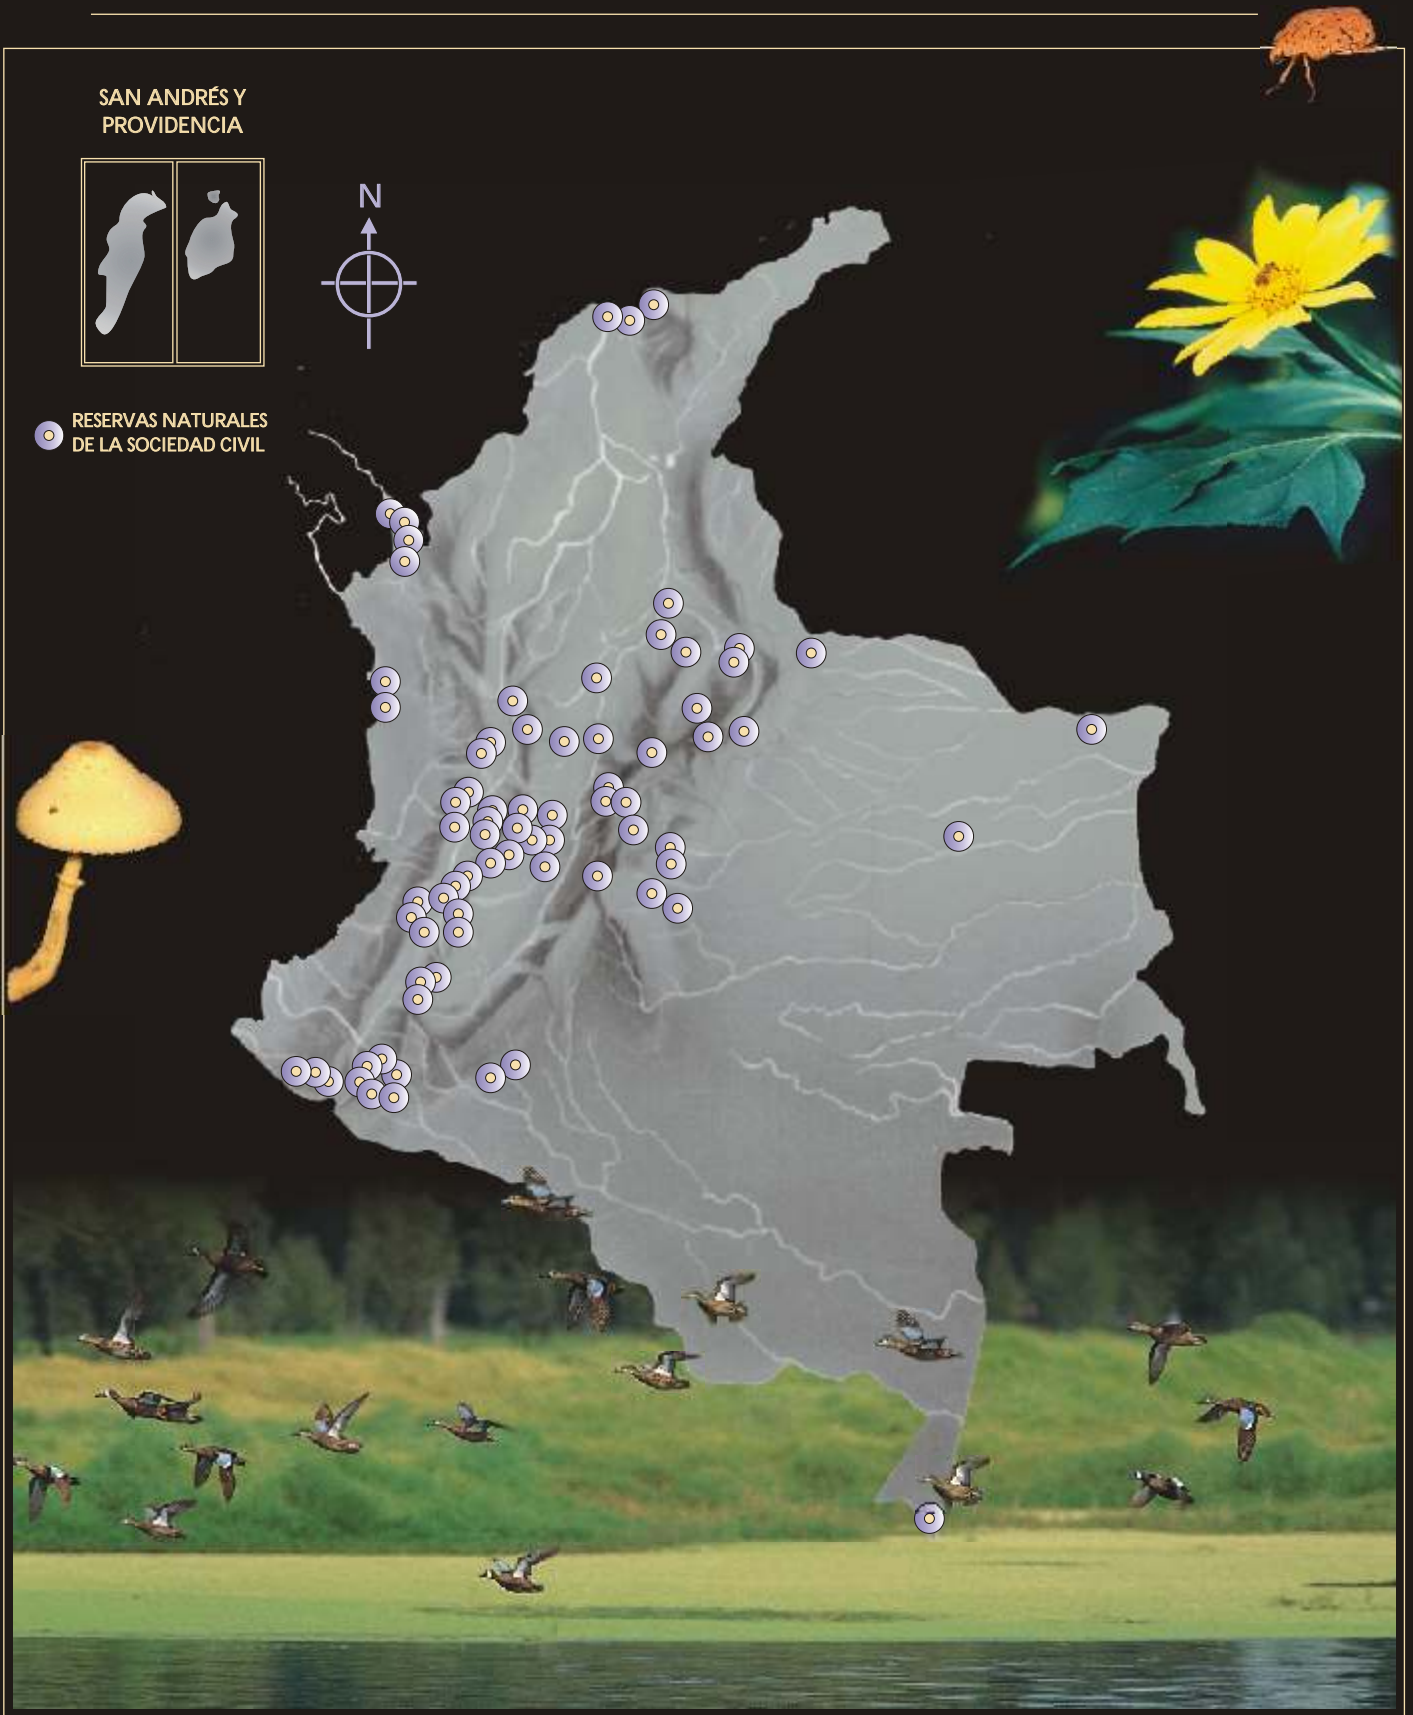 SAN ANDRÉS Y
PROVIDENCIA
N
RESERVAS NATURALES
DE LA SOCIEDAD CIVIL